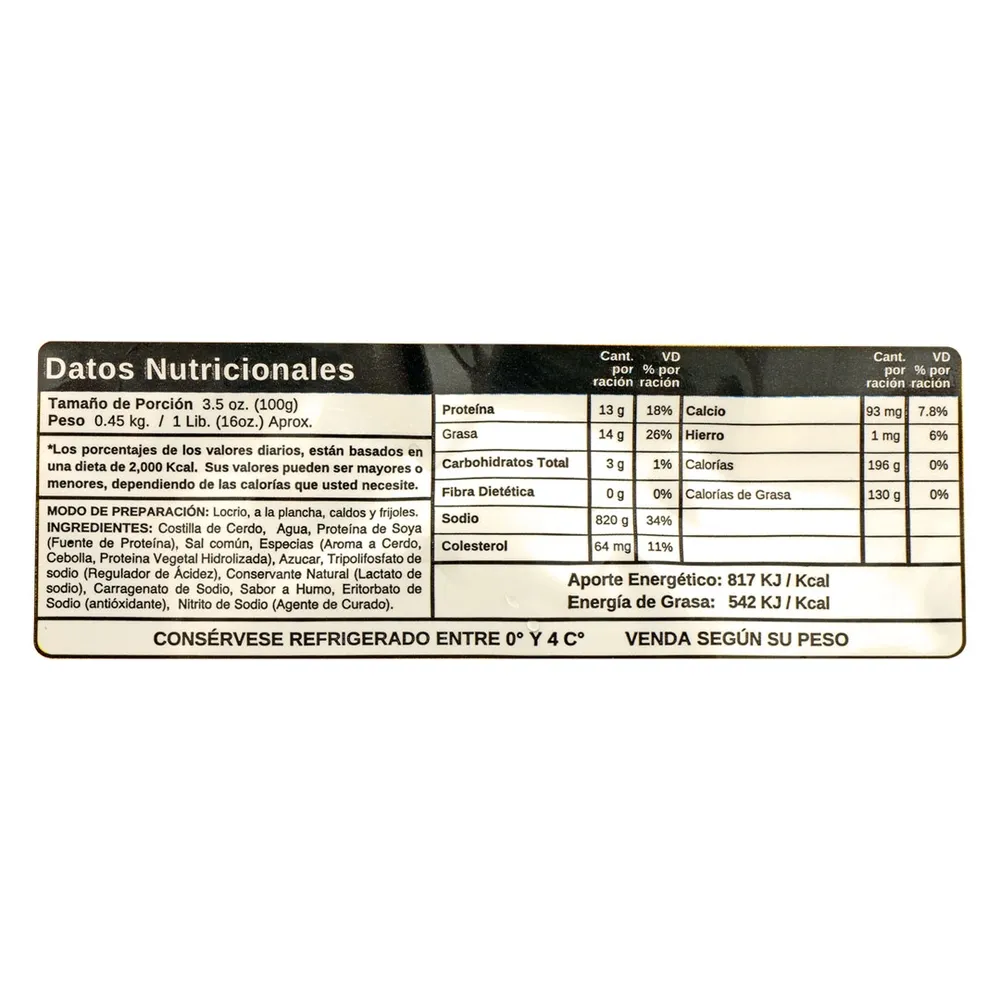 Datos Nutricionales
Cant. por ración
VD % por ración
Cant. por ración
VD % por ración
Tamaño de Porción 3.5 oz. (100g)
Peso 0.45 kg. / 1 Lib. (16oz.) Aprox.
*Los porcentajes de los valores diarios, están basados en
una dieta de 2,000 Kcal. Sus valores pueden ser mayores o
menores, dependiendo de las calorías que usted necesite.
MODO DE PREPARACIÓN: Locrio, a la plancha, caldos y frijoles.
INGREDIENTES: Costilla de Cerdo, Agua, Proteína de Soya
(Fuente de Proteína), Sal común, Especias (Aroma a Cerdo,
Cebolla, Proteina Vegetal Hidrolizada), Azucar, Tripolifosfato de
sodio (Regulador de Ácidez), Conservante Natural (Lactato de
sodio), Carragenato de Sodio, Sabor a Humo, Eritorbato de
Sodio (antióxidante), Nitrito de Sodio (Agente de Curado).
Proteína 13 g 18% Calcio 93 mg 7.8%
Grasa 14 g 26% Hierro 1 mg 6%
Carbohidratos Total 3 g 1% Calorías 196 g 0%
Fibra Dietética 0 g 0% Calorías de Grasa 130 g 0%
Sodio 820 g 34%
Colesterol 64 mg 11%
Aporte Energético: 817 KJ / Kcal
Energía de Grasa: 542 KJ / Kcal
CONSÉRVESE REFRIGERADO ENTRE 0° Y 4 C° VENDA SEGÚN SU PESO